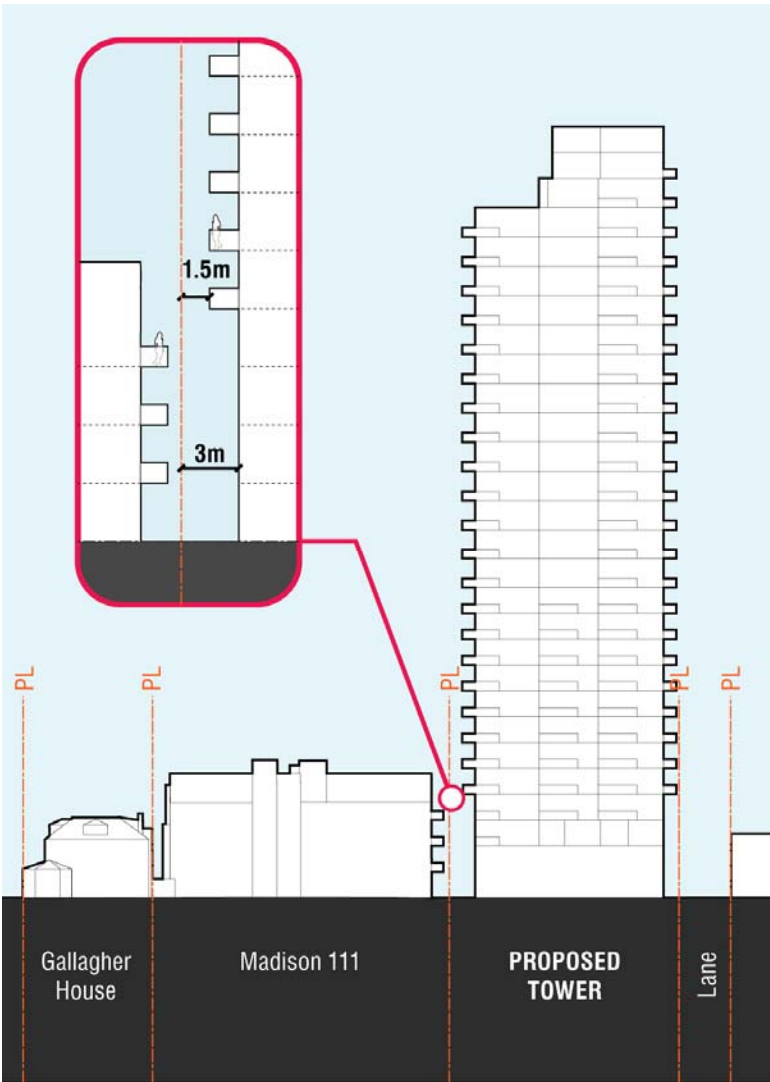 1.5m
3m
PL
PL
PL
PL
PL
Gallagher
House
Madison 111
PROPOSED
TOWER
Lane